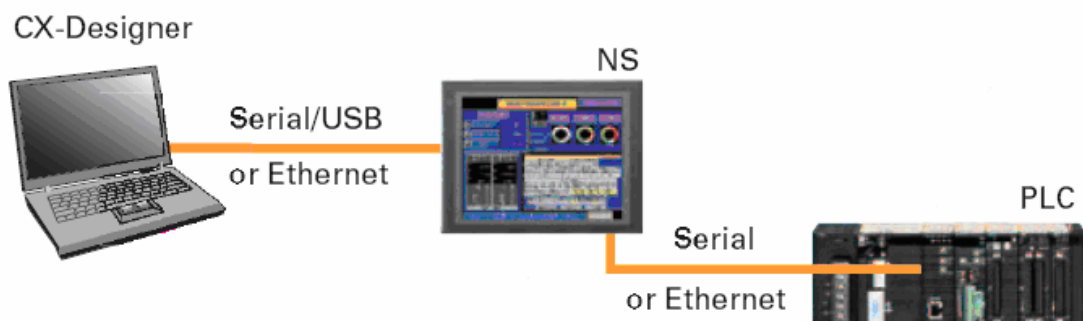 CX-Designer
NS
Serial/USB
or Ethernet
PLC
Serial
or Ethernet